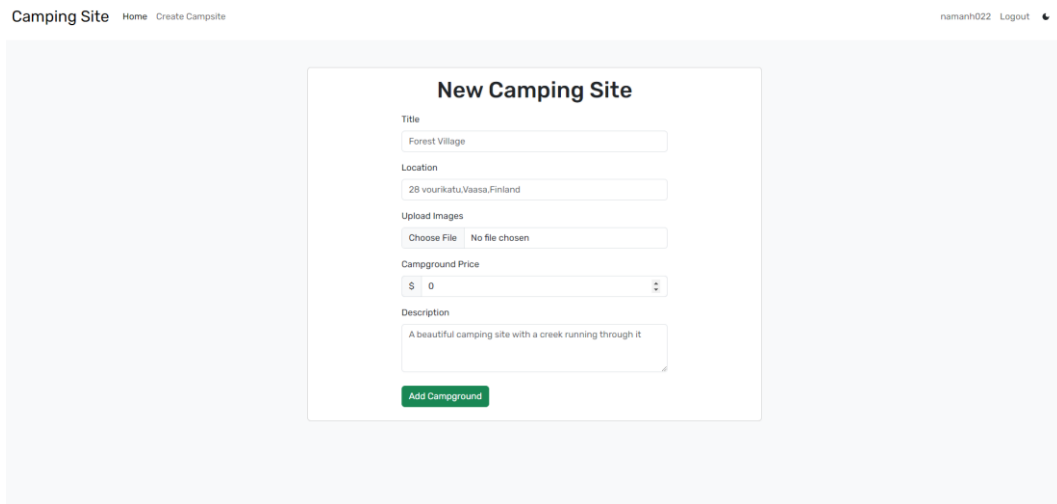 Camping Site Home Create Campsite namanh022 Logout
New Camping Site
Title
Forest Village
Location
28 vourikatu,Vaasa,Finland
Upload Images
Choose File No file chosen
Campground Price
$ 0
Description
A beautiful camping site with a creek running through it
Add Campground